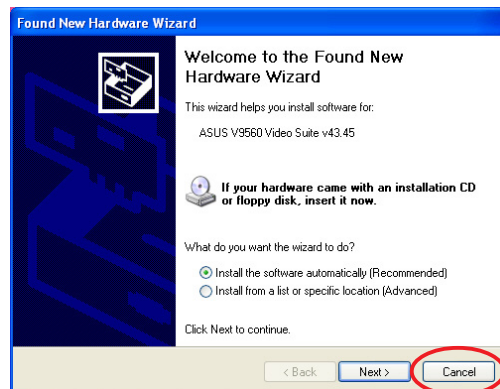 Found New Hardware Wizard
Welcome to the Found New
Hardware Wizard
This wizard helps you install software for:
ASUS V9560 Video Suite v43.45
If your hardware came with an installation CD
or floppy disk, insert it now.
What do you want the wizard to do?
Install the software automatically (Recommended)
Install from a list or specific location (Advanced)
Click Next to continue.
< Back
Next >
Cancel